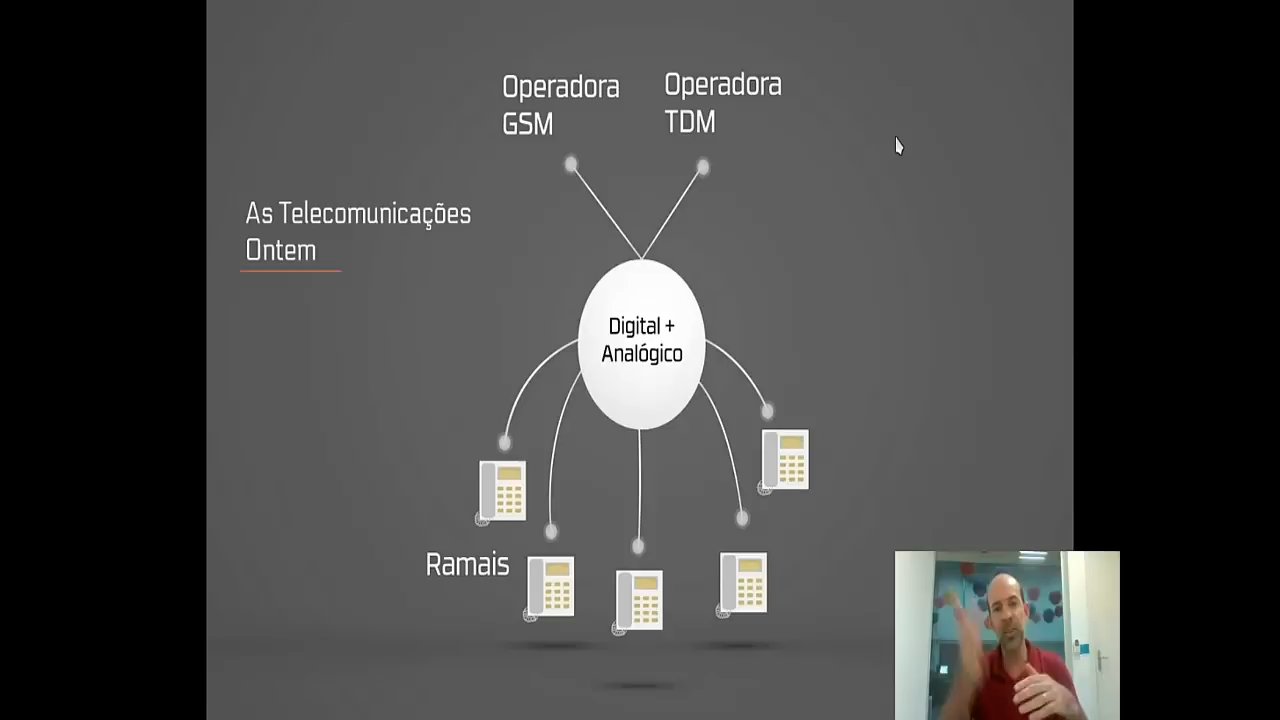 Operadora
GSM
Operadora
TDM
As Telecomunicações
Ontem
Digital +
Analógico
Ramais